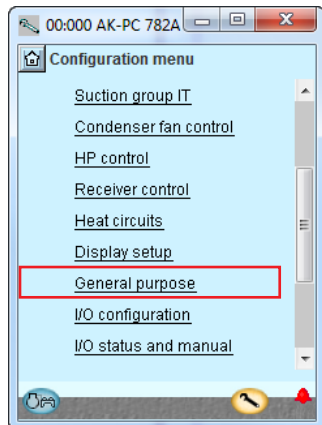 00:000 AK-PC 782A
Configuration menu
Suction group IT
Condenser fan control
HP control
Receiver control
Heat circuits
Display setup
General purpose
I/O configuration
I/O status and manual